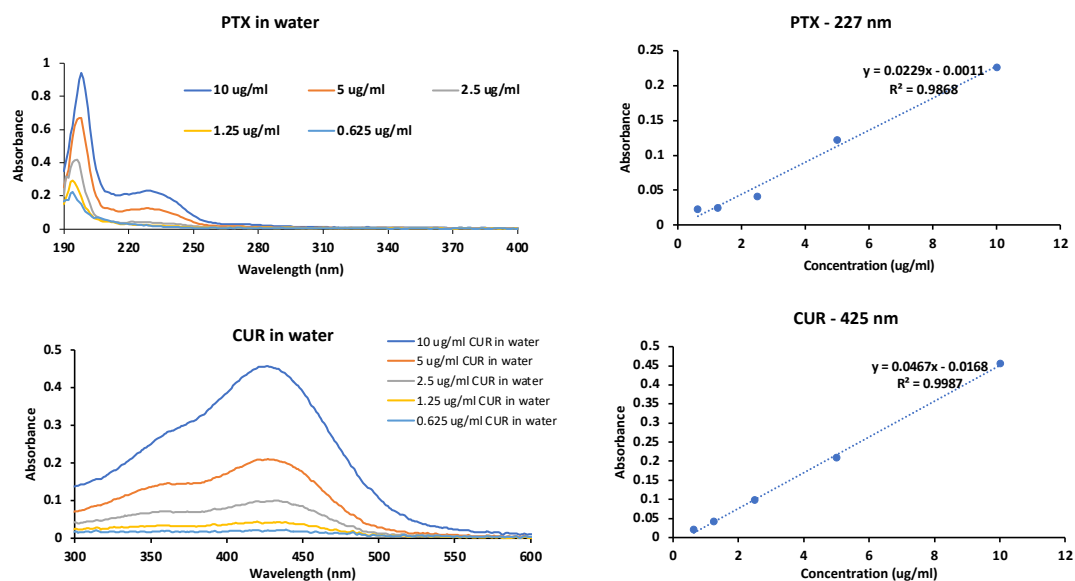 PTX in water
1
0.8
0.6
0.4
0.2
0
Absorbance
10 ug/ml
5 ug/ml
2.5 ug/ml
1.25 ug/ml
0.625 ug/ml
190
220
250
280
310
340
370
400
Wavelength (nm)
PTX - 227 nm
0.25
0.2
0.15
0.1
0.05
0
Absorbance
y = 0.0229x - 0.0011
R² = 0.9868
0
2
4
6
8
10
12
Concentration (ug/ml)
CUR in water
0.5
0.4
0.3
0.2
0.1
0
Absorbance
10 ug/ml CUR in water
5 ug/ml CUR in water
2.5 ug/ml CUR in water
1.25 ug/ml CUR in water
0.625 ug/ml CUR in water
300
350
400
450
500
550
600
Wavelength (nm)
CUR - 425 nm
0.5
0.45
0.4
0.35
0.3
0.25
0.2
0.15
0.1
0.05
0
Absorbance
y = 0.0467x - 0.0168
R² = 0.9987
0
2
4
6
8
10
12
Concentration (ug/ml)